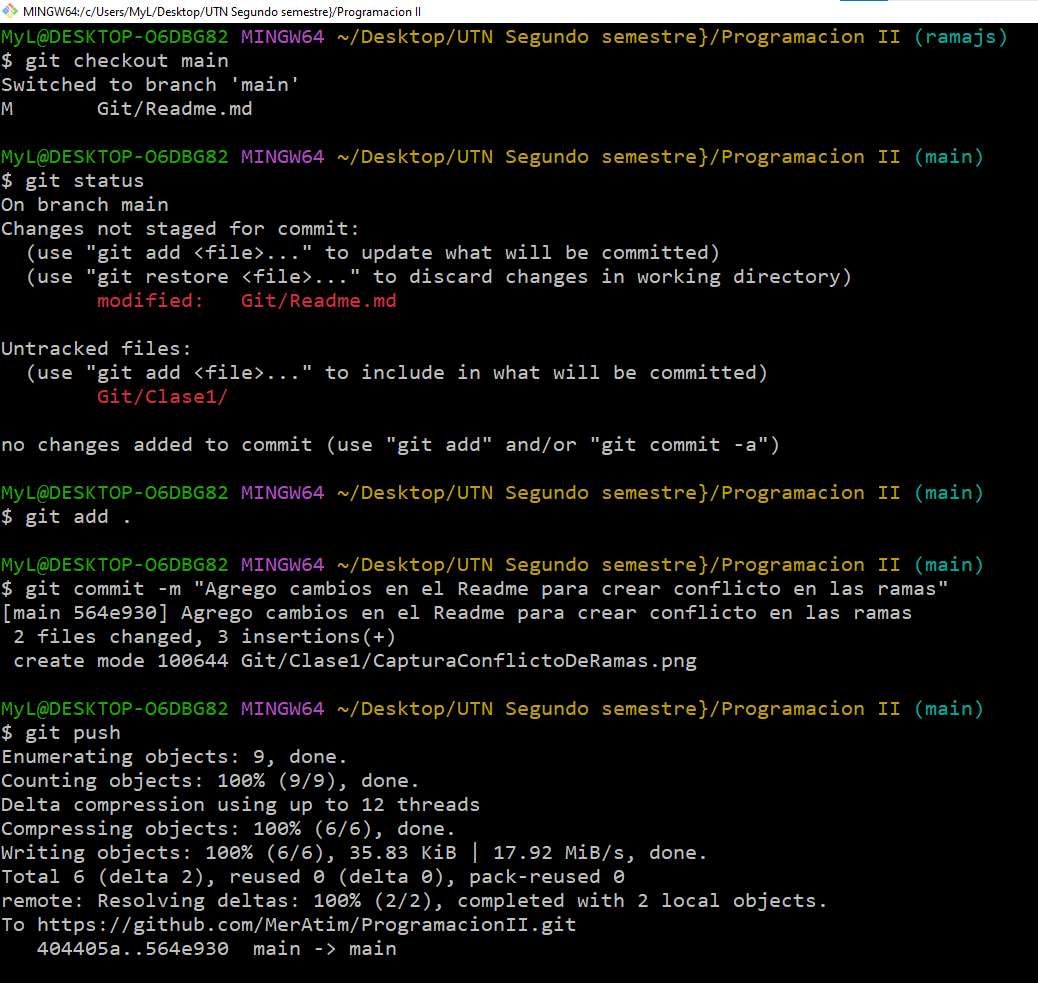 MINGW64:/c/Users/MyL/Desktop/UTN Segundo semestre}/Programacion II
MyL@DESKTOP-O6DBG82 MINGW64 ~/Desktop/UTN Segundo semestre}/Programacion II (ramajs)
$ git checkout main
Switched to branch 'main'
M       Git/Readme.md
MyL@DESKTOP-O6DBG82 MINGW64 ~/Desktop/UTN Segundo semestre}/Programacion II (main)
$ git status
On branch main
Changes not staged for commit:
  (use "git add <file>..." to update what will be committed)
  (use "git restore <file>..." to discard changes in working directory)
        modified:   Git/Readme.md
Untracked files:
  (use "git add <file>..." to include in what will be committed)
        Git/Clase1/
no changes added to commit (use "git add" and/or "git commit -a")
MyL@DESKTOP-O6DBG82 MINGW64 ~/Desktop/UTN Segundo semestre}/Programacion II (main)
$ git add .
MyL@DESKTOP-O6DBG82 MINGW64 ~/Desktop/UTN Segundo semestre}/Programacion II (main)
$ git commit -m "Agrego cambios en el Readme para crear conflicto en las ramas"
[main 564e930] Agrego cambios en el Readme para crear conflicto en las ramas
 2 files changed, 3 insertions(+)
 create mode 100644 Git/Clase1/CapturaConflictoDeRamas.png
MyL@DESKTOP-O6DBG82 MINGW64 ~/Desktop/UTN Segundo semestre}/Programacion II (main)
$ git push
Enumerating objects: 9, done.
Counting objects: 100% (9/9), done.
Delta compression using up to 12 threads
Compressing objects: 100% (6/6), done.
Writing objects: 100% (6/6), 35.83 KiB | 17.92 MiB/s, done.
Total 6 (delta 2), reused 0 (delta 0), pack-reused 0
remote: Resolving deltas: 100% (2/2), completed with 2 local objects.
To https://github.com/MerAtim/ProgramacionII.git
   404405a..564e930  main -> main